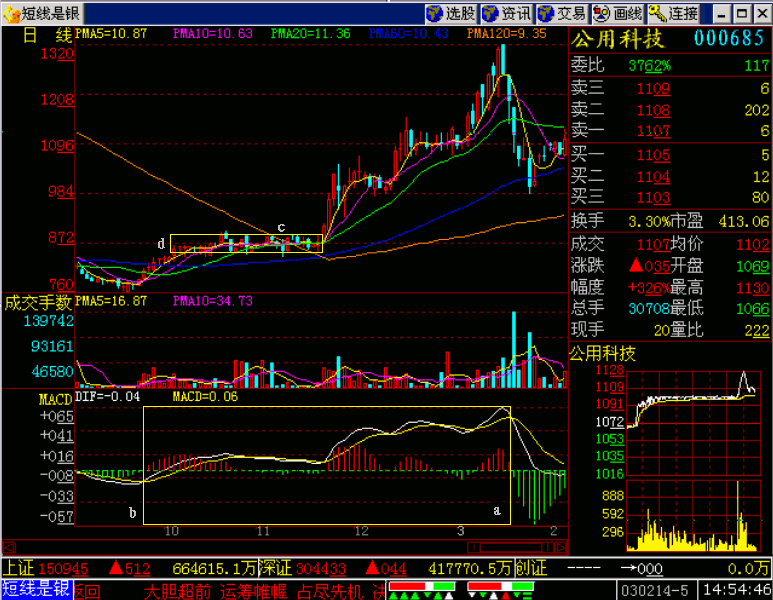 短线是银 选股 资讯 交易 画线 连接
日 线 PMA5=10.87 PMA10=10.63 PMA20=11.36 PMA60=10.43 PMA120=9.35
公用科技 000685
1320
1208
1096
984
872
760
d c
委比 3762% 117
卖三 1109 6
卖二 1108 202
卖一 1107 6
买一 1105 5
买二 1104 12
买三 1103 80
换手 3.30% 市盈 413.06
成交 1107 均价 1102
涨跌 ▲035 开盘 1069
幅度 +326% 最高 1130
总手 30708 最低 1066
现手 20 量比 222
成交手数 PMA5=16.87 PMA10=34.73
139742
93161
46580
MACD DIF=-0.04 MACD=0.06
+065
+041
+016
-008
-033
-057
b a
10 11 12 3 2
公用科技
1128
1109
1091
1072
1053
1035
1016
888
592
296
上证 150945 ▲512 664615.1万 深证 304433 ▲044 417770.5万 创证 ---- →000 0.0万
短线是银 返回 大胆超前 运筹帷幄 占尽先机 030214-5 14:54:46